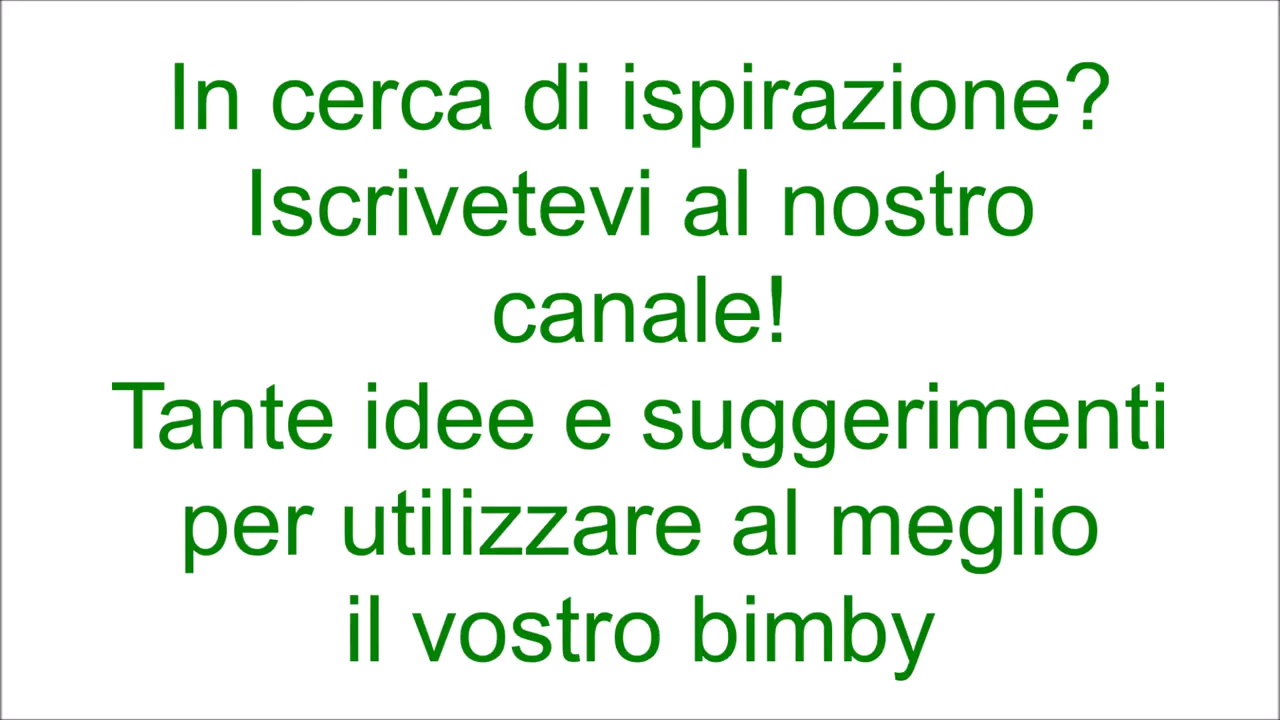 In cerca di ispirazione?
Iscrivetevi al nostro
canale!
Tante idee e suggerimenti
per utilizzare al meglio
il vostro bimby